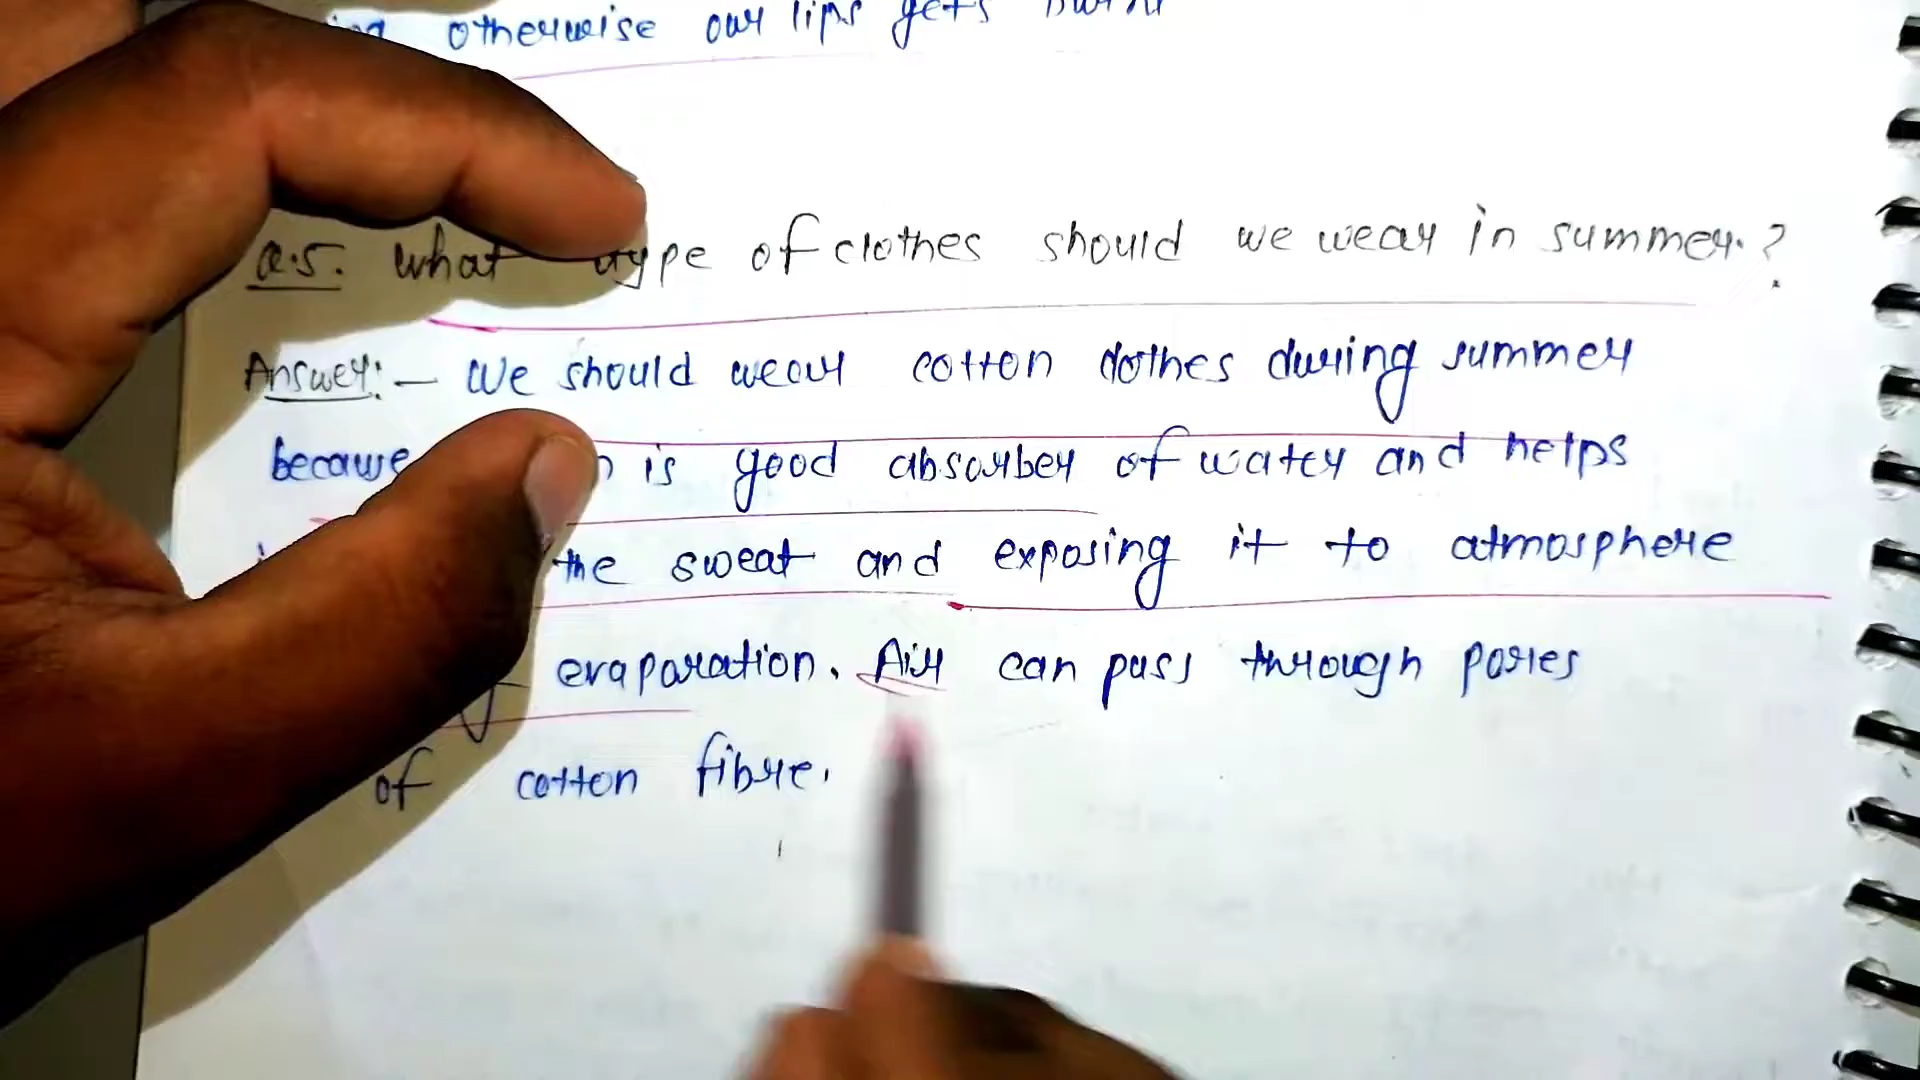 otherwise our lips gets
Q.5. What type of clothes should we wear in summer.?
Answer:- We should wear cotton clothes during summer
because is good absorber of water and helps
the sweat and exposing it to atmosphere
evaporation. Air can pass through pores
of cotton fibre.